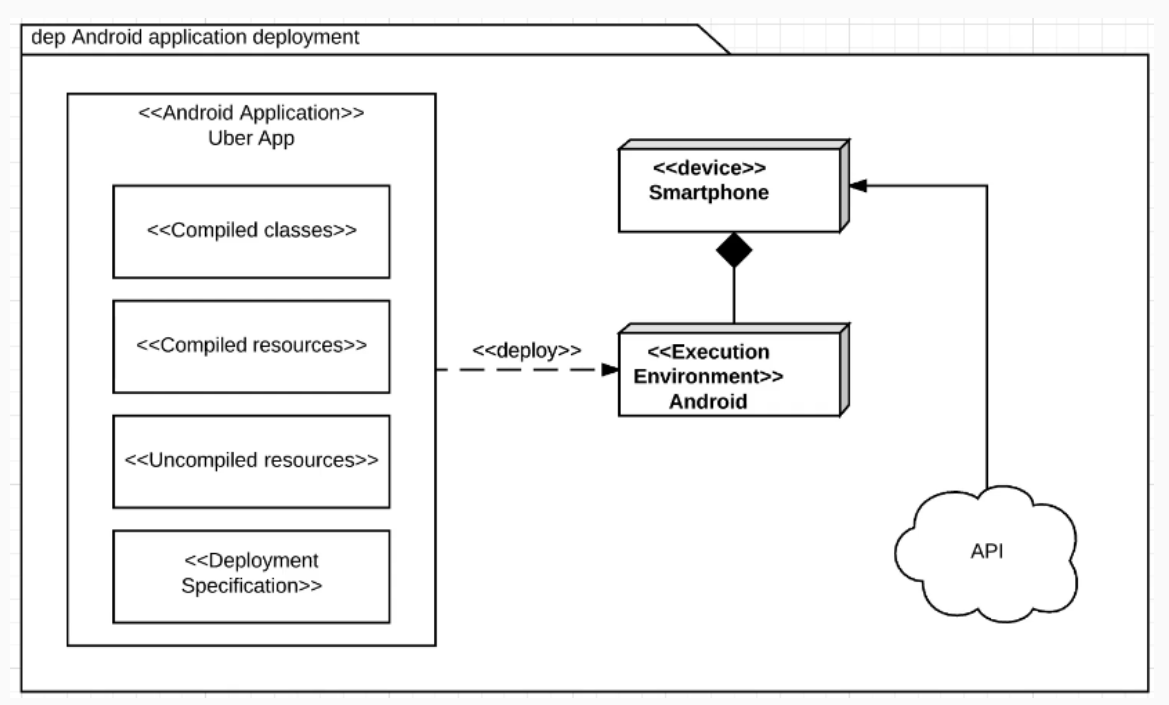 dep Android application deployment
<<Android Application>>
Uber App
<<Compiled classes>>
<<Compiled resources>>
<<Uncompiled resources>>
<<Deployment
Specification>>
<<deploy>>
<<device>>
Smartphone
<<Execution
Environment>>
Android
API